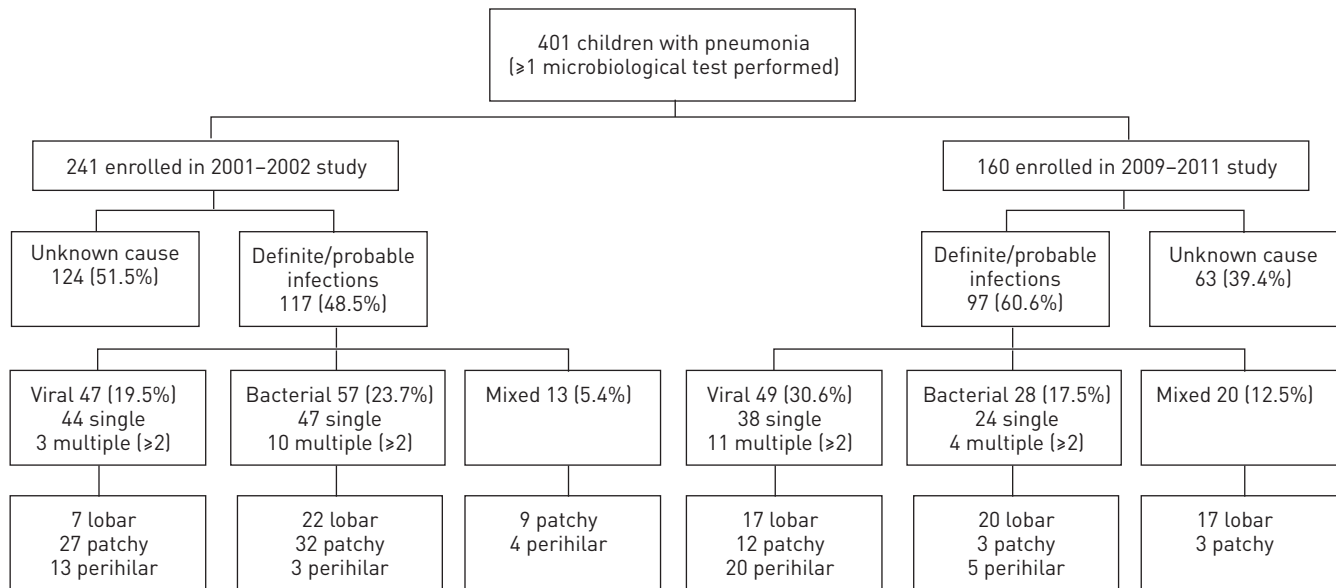 401 children with pneumonia
(⩾1 microbiological test performed)
241 enrolled in 2001–2002 study
160 enrolled in 2009–2011 study
Unknown cause
124 (51.5%)
Definite/probable
infections
117 (48.5%)
Definite/probable
infections
97 (60.6%)
Unknown cause
63 (39.4%)
Viral 47 (19.5%)
44 single
3 multiple (⩾2)
Bacterial 57 (23.7%)
47 single
10 multiple (⩾2)
Mixed 13 (5.4%)
Viral 49 (30.6%)
38 single
11 multiple (⩾2)
Bacterial 28 (17.5%)
24 single
4 multiple (⩾2)
Mixed 20 (12.5%)
7 lobar
27 patchy
13 perihilar
22 lobar
32 patchy
3 perihilar
9 patchy
4 perihilar
17 lobar
12 patchy
20 perihilar
20 lobar
3 patchy
5 perihilar
17 lobar
3 patchy